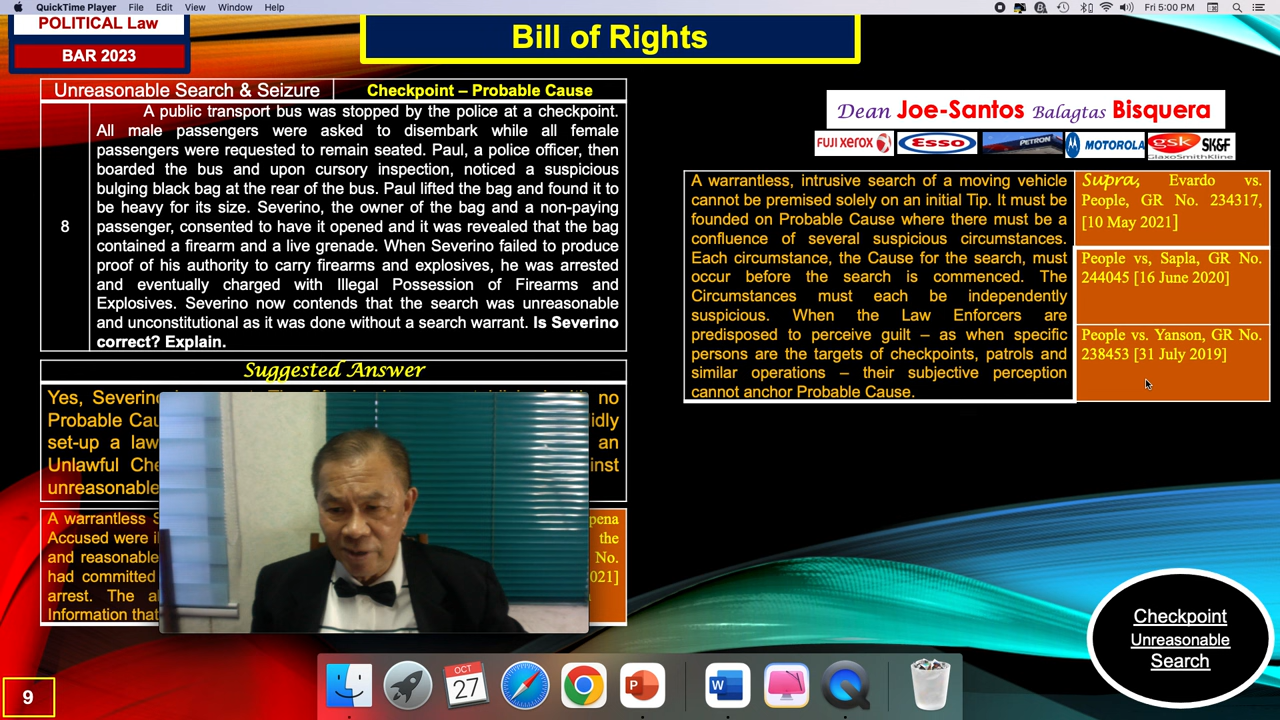 QuickTime Player File Edit View Window Help
Fri 5:00 PM
POLITICAL Law
BAR 2023
Bill of Rights
Unreasonable Search & Seizure
Checkpoint – Probable Cause
8
A public transport bus was stopped by the police at a checkpoint.
All male passengers were asked to disembark while all female
passengers were requested to remain seated. Paul, a police officer, then
boarded the bus and upon cursory inspection, noticed a suspicious
bulging black bag at the rear of the bus. Paul lifted the bag and found it to
be heavy for its size. Severino, the owner of the bag and a non-paying
passenger, consented to have it opened and it was revealed that the bag
contained a firearm and a live grenade. When Severino failed to produce
proof of his authority to carry firearms and explosives, he was arrested
and eventually charged with Illegal Possession of Firearms and
Explosives. Severino now contends that the search was unreasonable
and unconstitutional as it was done without a search warrant. Is Severino
correct? Explain.
Suggested Answer
Yes, Severino
no
Probable Cau
set-up a law
an
Unlawful Che
unreasonable
A warrantless S
Accused were i
the
and reasonable
No.
had committed
2021]
arrest. The a
Information that
Dean Joe-Santos Balagtas Bisquera
FUJI XEROX
Esso
PETRON
MOTOROLA
gsk
GlaxoSmithKline
SK&F
A warrantless, intrusive search of a moving vehicle
cannot be premised solely on an initial Tip. It must be
founded on Probable Cause where there must be a
confluence of several suspicious circumstances.
Each circumstance, the Cause for the search, must
occur before the search is commenced. The
Circumstances must each be independently
suspicious. When the Law Enforcers are
predisposed to perceive guilt – as when specific
persons are the targets of checkpoints, patrols and
similar operations – their subjective perception
cannot anchor Probable Cause.
Supra, Evardo vs.
People, GR No. 234317,
[10 May 2021]
People vs, Sapla, GR No.
244045 [16 June 2020]
People vs. Yanson, GR No.
238453 [31 July 2019]
Checkpoint
Unreasonable
Search
OCT
27
9